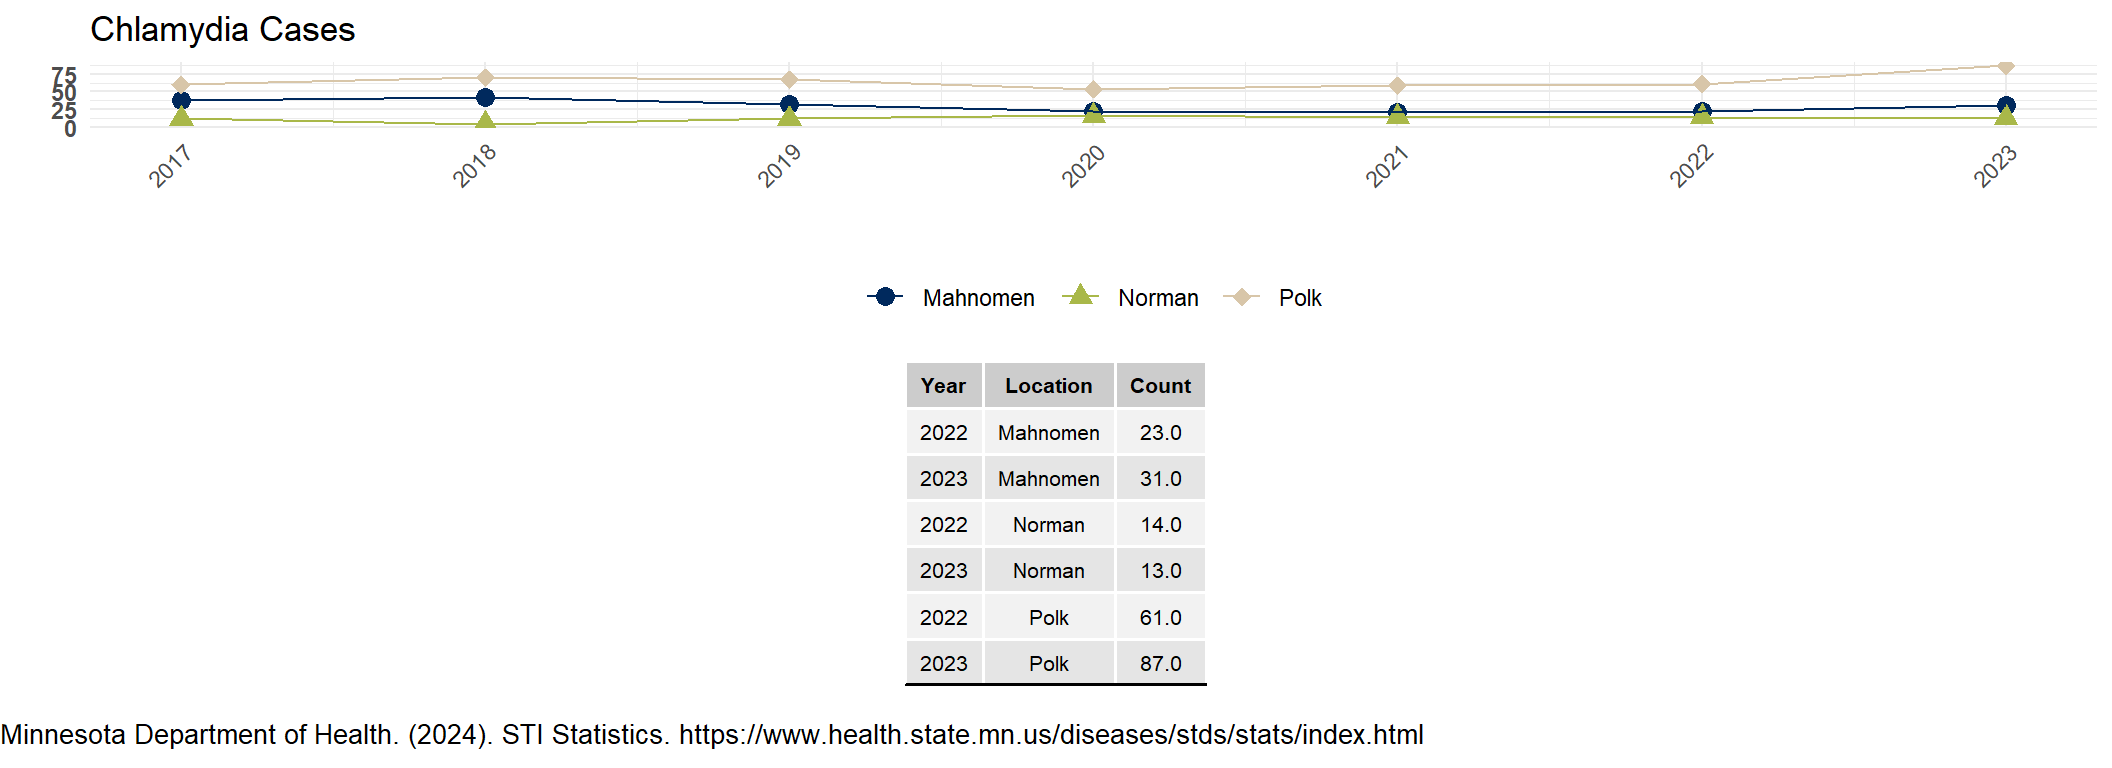 Chlamydia Cases
75
50
25
0
2017 2018 2019 2020 2021 2022 2023
Mahnomen Norman Polk
Year Location Count
2022 Mahnomen 23.0
2023 Mahnomen 31.0
2022 Norman 14.0
2023 Norman 13.0
2022 Polk 61.0
2023 Polk 87.0
Minnesota Department of Health. (2024). STI Statistics. https://www.health.state.mn.us/diseases/stds/stats/index.html